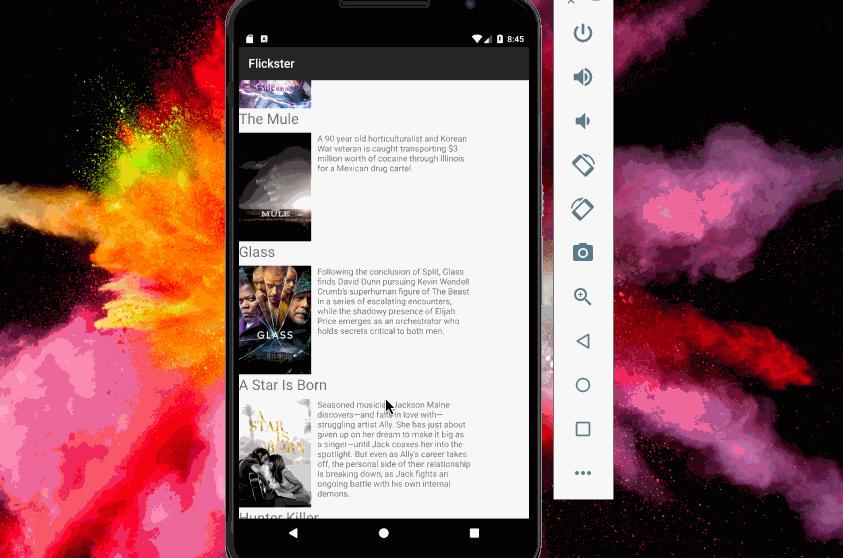 8:45
Flickster
The Mule
A 90 year old horticulturalist and Korean
War veteran is caught transporting $3
million worth of cocaine through Illinois
for a Mexican drug cartel.
MULE
Glass
Following the conclusion of Split, Glass
finds David Dunn pursuing Kevin Wendell
Crumb's superhuman figure of The Beast
in a series of escalating encounters,
while the shadowy presence of Elijah
Price emerges as an orchestrator who
holds secrets critical to both men.
GLASS
A Star Is Born
Seasoned musician Jackson Maine
discovers—and falls in love with—
struggling artist Ally. She has just about
given up on her dream to make it big as
a singer—until Jack coaxes her into the
spotlight. But even as Ally's career takes
off, the personal side of their relationship
is breaking down, as Jack fights an
ongoing battle with his own internal
demons.
A
STAR
IS
BORN
Hunter Killer